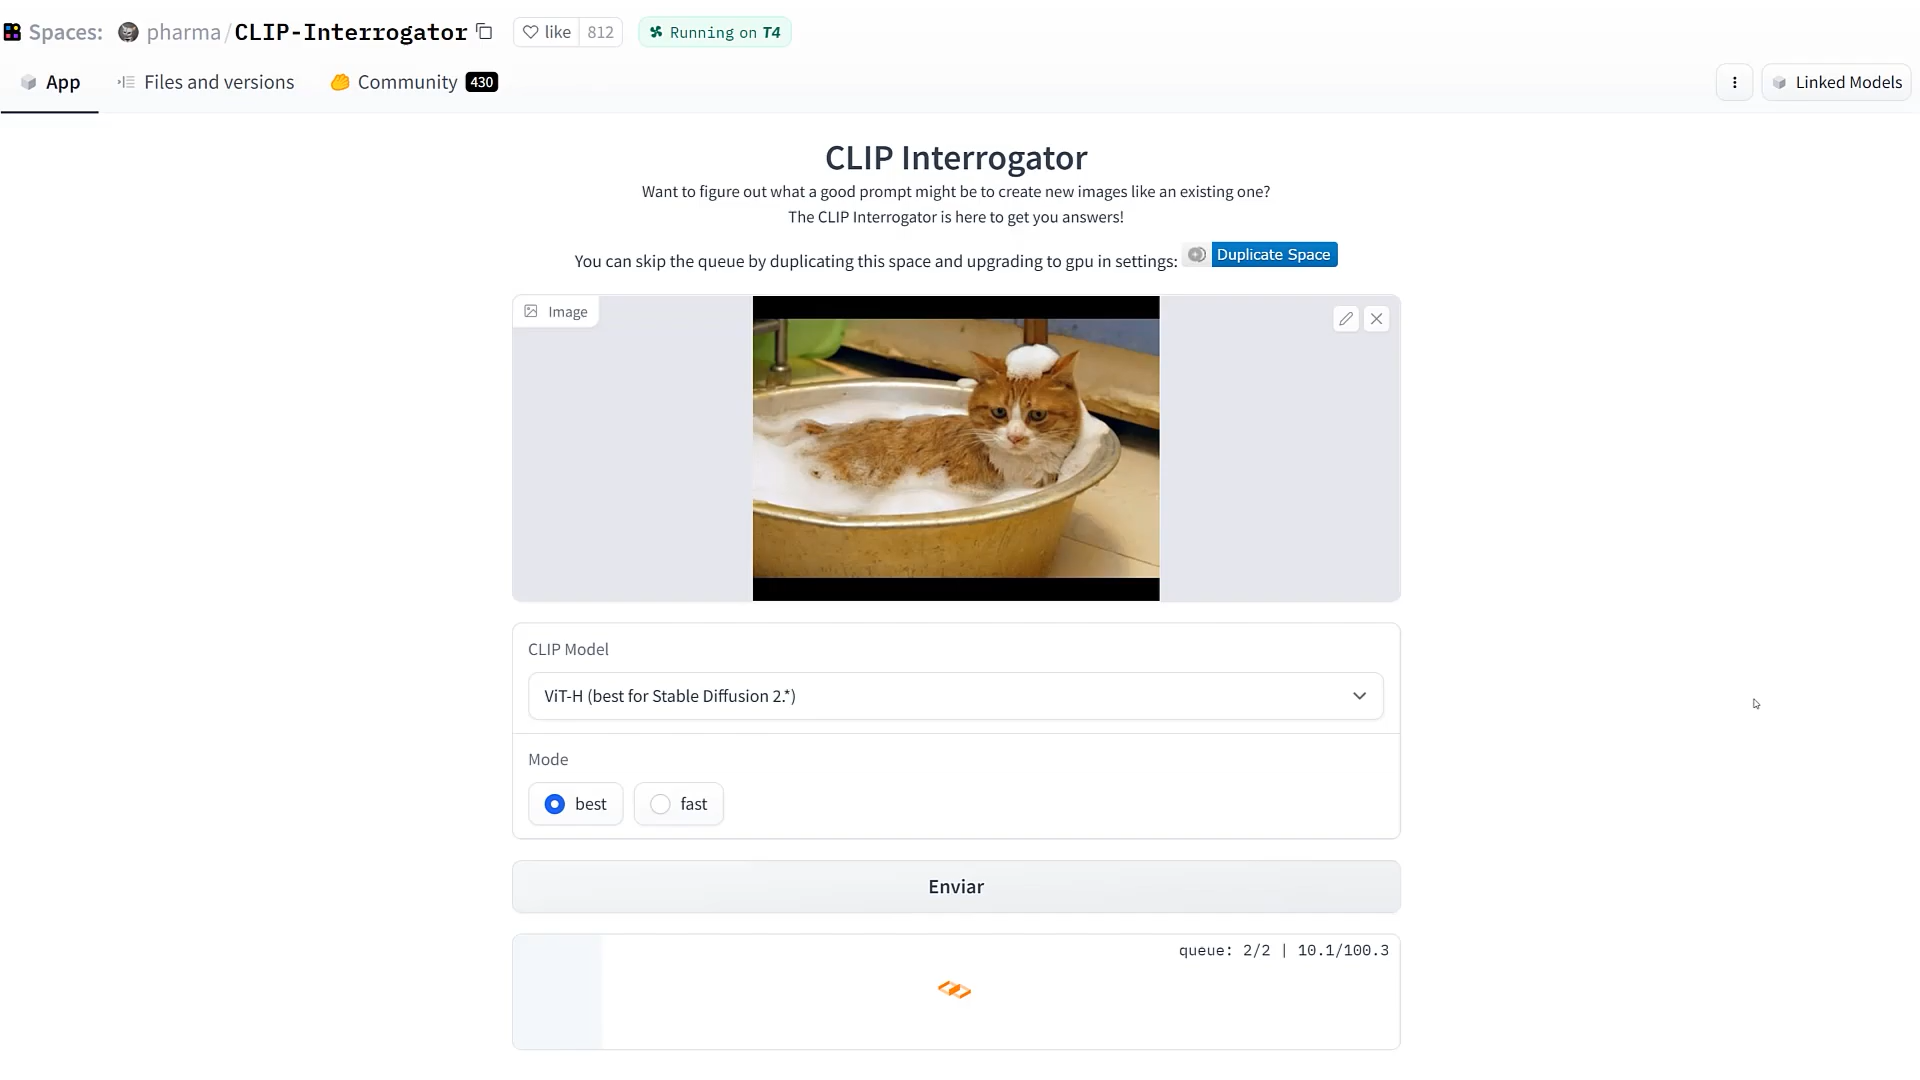 Spaces: pharma/CLIP-Interrogator like 812 Running on T4
App Files and versions Community 430 Linked Models
CLIP Interrogator
Want to figure out what a good prompt might be to create new images like an existing one?
The CLIP Interrogator is here to get you answers!
You can skip the queue by duplicating this space and upgrading to gpu in settings: Duplicate Space
Image
CLIP Model
ViT-H (best for Stable Diffusion 2.*)
Mode
best fast
Enviar
queue: 2/2 | 10.1/100.3